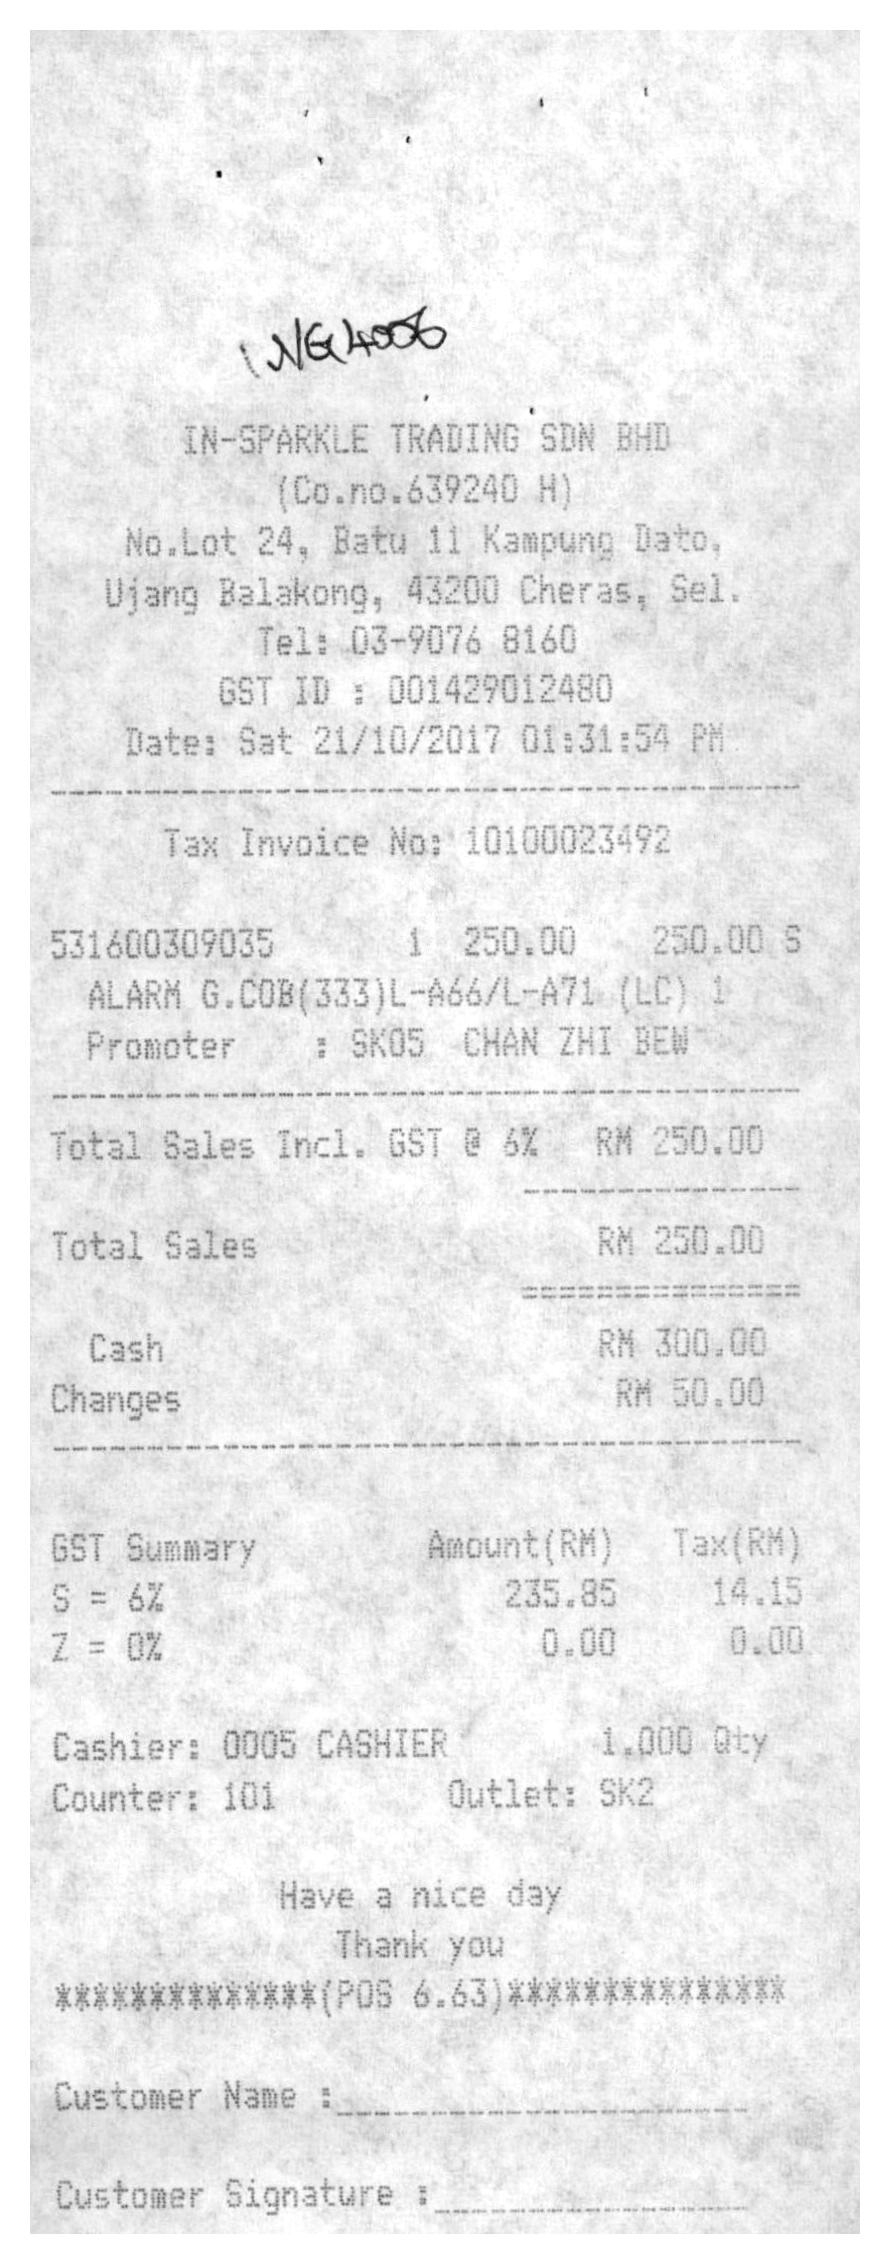 NG4006
IN-SPARKLE TRADING SDN BHD
(Co.no.639240 H)
No.Lot 24, Batu 11 Kampung Dato,
Ujang Balakong, 43200 Cheras, Sel.
Tel: 03-9076 8160
GST ID : 001429012480
Date: Sat 21/10/2017 01:31:54 PM
Tax Invoice No: 10100023492
531600309035 1 250.00 250.00 S
ALARM G.COB(333)L-A66/L-A71 (LC) 1
Promoter : SK05 CHAN ZHI BEW
Total Sales Incl. GST @ 6% RM 250.00
Total Sales RM 250.00
Cash RM 300.00
Changes RM 50.00
GST Summary Amount(RM) Tax(RM)
S = 6% 235.85 14.15
Z = 0% 0.00 0.00
Cashier: 0005 CASHIER 1.000 Qty
Counter: 101 Outlet: SK2
Have a nice day
Thank you
**************(POS 6.63)***************
Customer Name :
Customer Signature :